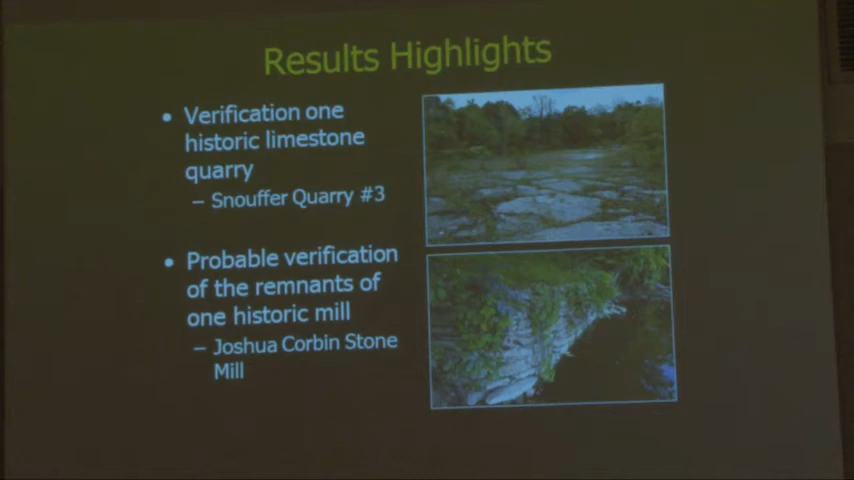 Results Highlights
• Verification one
historic limestone
quarry
– Snouffer Quarry #3
• Probable verification
of the remnants of
one historic mill
– Joshua Corbin Stone
Mill